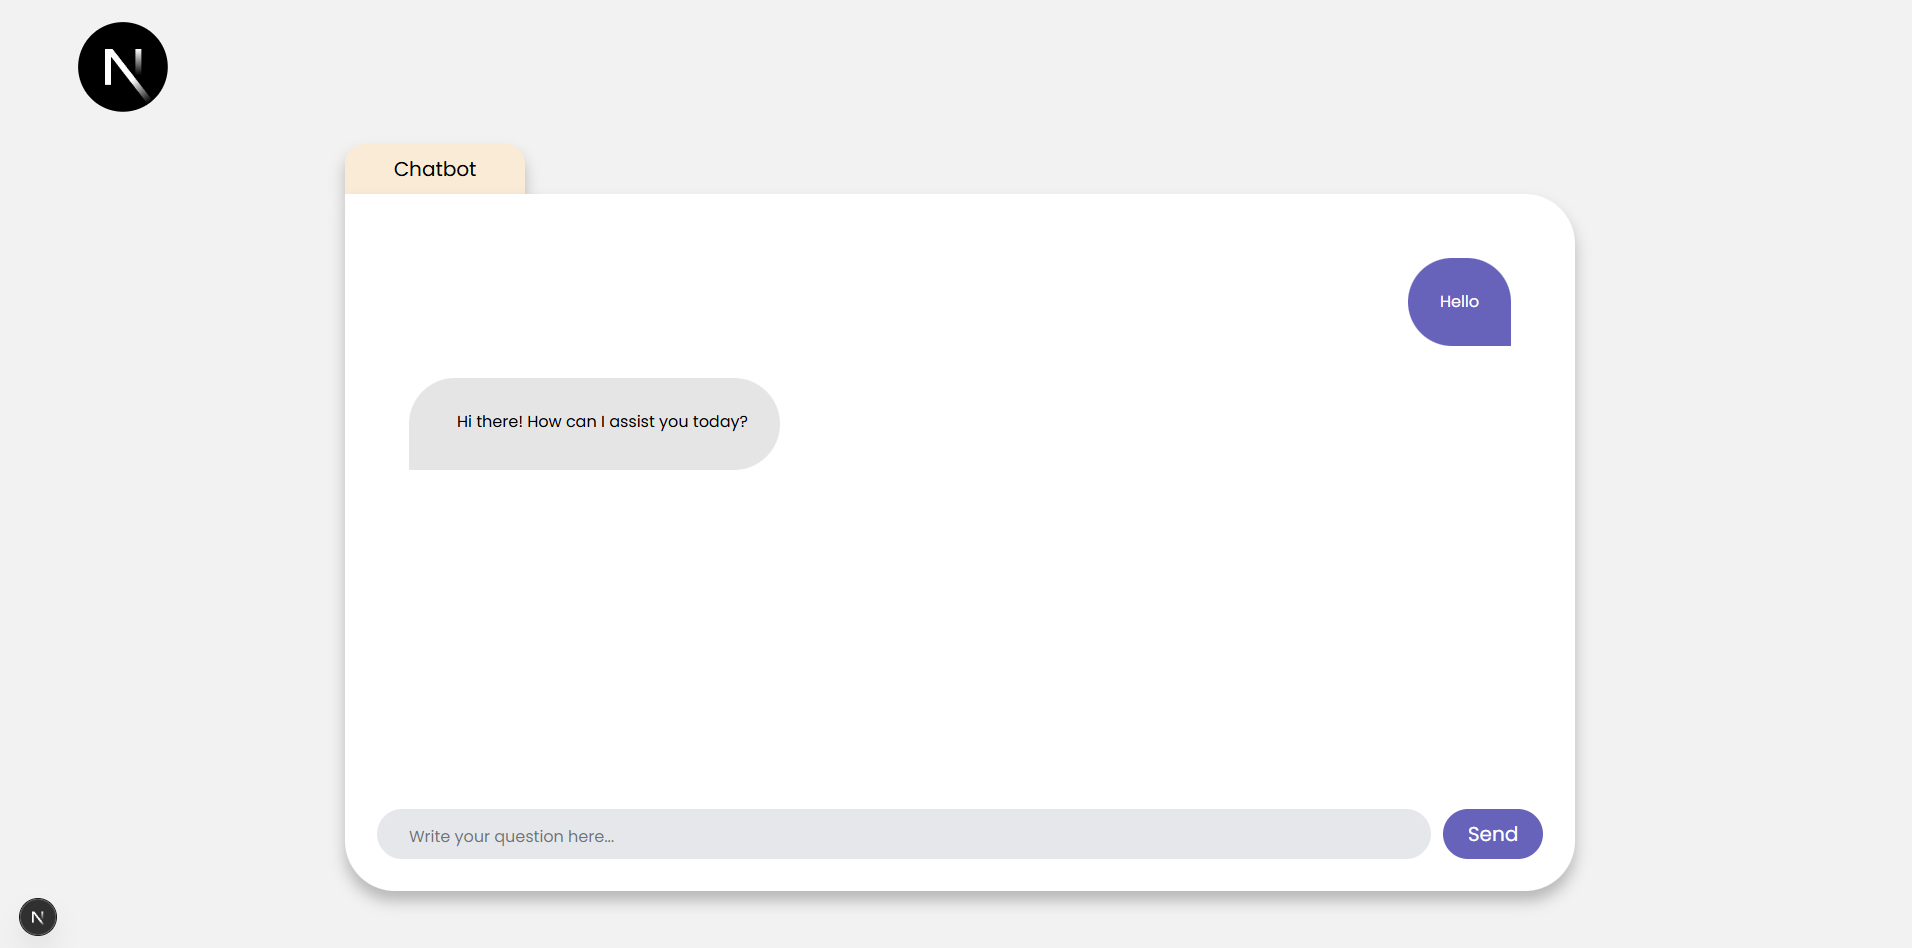 N
Chatbot
Hello
Hi there! How can I assist you today?
Write your question here...
Send
N